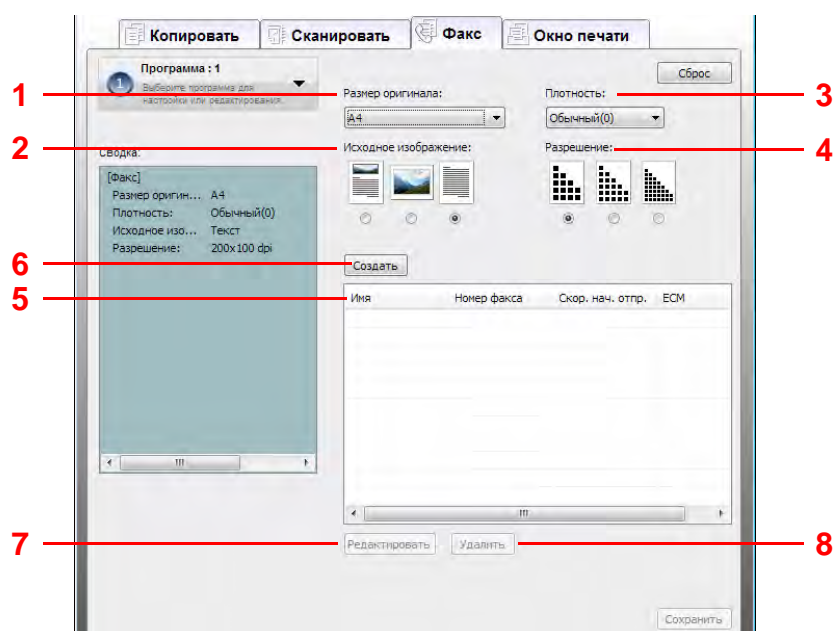 Копировать Сканировать Факс Окно печати
1 Программа : 1
Выберите программа для
настройки или редактирования.
Сброс
1 Размер оригинала: Плотность: 3
A4 Обычный(0)
2 Исходное изображение: Разрешение: 4
Сводка:
[Факс]
Размер оригин... A4
Плотность: Обычный(0)
Исходное изо... Текст
Разрешение: 200x100 dpi
6 Создать
5 Имя Номер факса Скор. нач. отпр. ECM
7 Редактировать Удалить 8
Сохранить